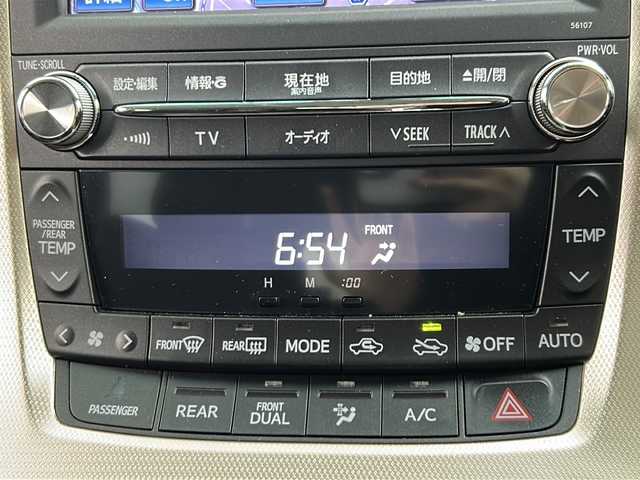 56107
TUNE·SCROLL
PWR·VOL
設定・編集 情報・G 現在地 目的地 ⏏開/閉
案内音声
TV オーディオ ∨SEEK TRACK∧
PASSENGER
/REAR
TEMP
TEMP
FRONT
6:54
H M :00
FRONT REAR MODE OFF AUTO
PASSENGER REAR FRONT DUAL A/C